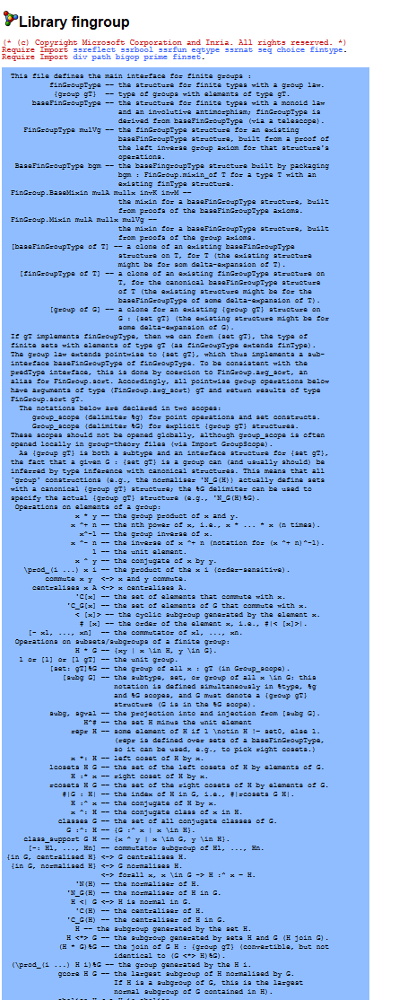 Library fingroup
(* (c) Copyright Microsoft Corporation and Inria. All rights reserved. *)
Require Import ssreflect ssrbool ssrfun eqtype ssrnat seq choice fintype.
Require Import div path bigop prime finset.
This file defines the main interface for finite groups :
finGroupType -- the structure for finite types with a group law.
{group gT} -- type of groups with elements of type gT.
baseFinGroupType -- the structure for finite types with a monoid law
and an involutive antimorphism; finGroupType is
derived from baseFinGroupType (via a telescope).
FinGroupType mulVg -- the finGroupType structure for an existing
baseFinGroupType structure, built from a proof of
the left inverse group axiom for that structure's
operations.
BaseFinGroupType bgm -- the baseFingroupType structure built by packaging
bgm : FinGroup.mixin_of T for a type T with an
existing finType structure.
FinGroup.BaseMixin mulA mul1x invK invM --
the mixin for a baseFinGroupType structure, built
from proofs of the baseFinGroupType axioms.
FinGroup.Mixin mulA mul1x mulVg --
the mixin for a baseFinGroupType structure, built
from proofs of the group axioms.
[baseFinGroupType of T] -- a clone of an existing baseFinGroupType
structure on T, for T (the existing structure
might be for som delta-expansion of T).
[finGroupType of T] -- a clone of an existing finGroupType structure on
T, for the canonical baseFinGroupType structure
of T (the existing structure might be for the
baseFinGroupType of some delta-expansion of T).
[group of G] -- a clone for an existing {group gT} structure on
G : {set gT} (the existing structure might be for
some delta-expansion of G).
If gT implements finGroupType, then we can form {set gT}, the type of
finite sets with elements of type gT (as finGroupType extends finType).
The group law extends pointwise to {set gT}, which thus implements a sub-
interface baseFinGroupType of finGroupType. To be consistent with the
predType interface, this is done by coercion to FinGroup.arg_sort, an
alias for FinGroup.sort. Accordingly, all pointwise group operations below
have arguments of type (FinGroup.arg_sort) gT and return results of type
FinGroup.sort gT.
The notations below are declared in two scopes:
group_scope (delimiter %g) for point operations and set constructs.
Group_scope (delimiter %G) for explicit {group gT} structures.
These scopes should not be opened globally, although group_scope is often
opened locally in group-theory files (via Import GroupScope).
As {group gT} is both a subtype and an interface structure for {set gT},
the fact that a given G : {set gT} is a group can (and usually should) be
inferred by type inference with canonical structures. This means that all
'group' constructions (e.g., the normaliser 'N_G(H)) actually define sets
with a canonical {group gT} structure; the %G delimiter can be used to
specify the actual {group gT} structure (e.g., 'N_G(H)%G).
Operations on elements of a group:
x * y -- the group product of x and y.
x ^+ n -- the nth power of x, i.e., x * ... * x (n times).
x^-1 -- the group inverse of x.
x ^- n -- the inverse of x ^+ n (notation for (x ^+ n)^-1).
1 -- the unit element.
x ^ y -- the conjugate of x by y.
\prod_(i ...) x i -- the product of the x i (order-sensitive).
commute x y <-> x and y commute.
centralises x A <-> x centralises A.
'C[x] -- the set of elements that commute with x.
'C_G[x] -- the set of elements of G that commute with x.
<[x]> -- the cyclic subgroup generated by the element x.
#[x] -- the order of the element x, i.e., #|<[x]>|.
[~ x1, ..., xn] -- the commutator of x1, ..., xn.
Operations on subsets/subgroups of a finite group:
H * G -- {xy | x \in H, y \in G}.
1 or [1] or [1 gT] -- the unit group.
[set: gT]%G -- the group of all x : gT (in Group_scope).
[subg G] -- the subtype, set, or group of all x \in G: this
notation is defined simultaneously in %type, %g
and %G scopes, and G must denote a {group gT}
structure (G is in the %G scope).
subg, sgval -- the projection into and injection from [subg G].
H^# -- the set H minus the unit element
repr H -- some element of H if 1 \notin H != set0, else 1.
(repr is defined over sets of a baseFinGroupType,
so it can be used, e.g., to pick right cosets.)
x *: H -- left coset of H by x.
lcosets H G -- the set of the left cosets of H by elements of G.
H :* x -- right coset of H by x.
rcosets H G -- the set of the right cosets of H by elements of G.
#|G : H| -- the index of H in G, i.e., #|rcosets G H|.
H :^ x -- the conjugate of H by x.
x ^: H -- the conjugate class of x in H.
classes G -- the set of all conjugate classes of G.
G :^: H -- {G :^ x | x \in H}.
class_support G H -- {x ^ y | x \in G, y \in H}.
[~: H1, ..., Hn] -- commutator subgroup of H1, ..., Hn.
{in G, centralised H} <-> G centralises H.
{in G, normalised H} <-> G normalises H.
<-> forall x, x \in G -> H :^ x = H.
'N(H) -- the normaliser of H.
'N_G(H) -- the normaliser of H in G.
H <| G <-> H is normal in G.
'C(H) -- the centraliser of H.
'C_G(H) -- the centraliser of H in G.
H -- the subgroup generated by the set H.
H <*> G -- the subgroup generated by sets H and G (H join G).
(H * G)%G -- the join of G H : {group gT} (convertible, but not
identical to (G <*> H)%G).
(\prod_(i ...) H i)%G -- the group generated by the H i.
gcore H G -- the largest subgroup of H normalised by G.
If H is a subgroup of G, this is the largest
normal subgroup of G contained in H).